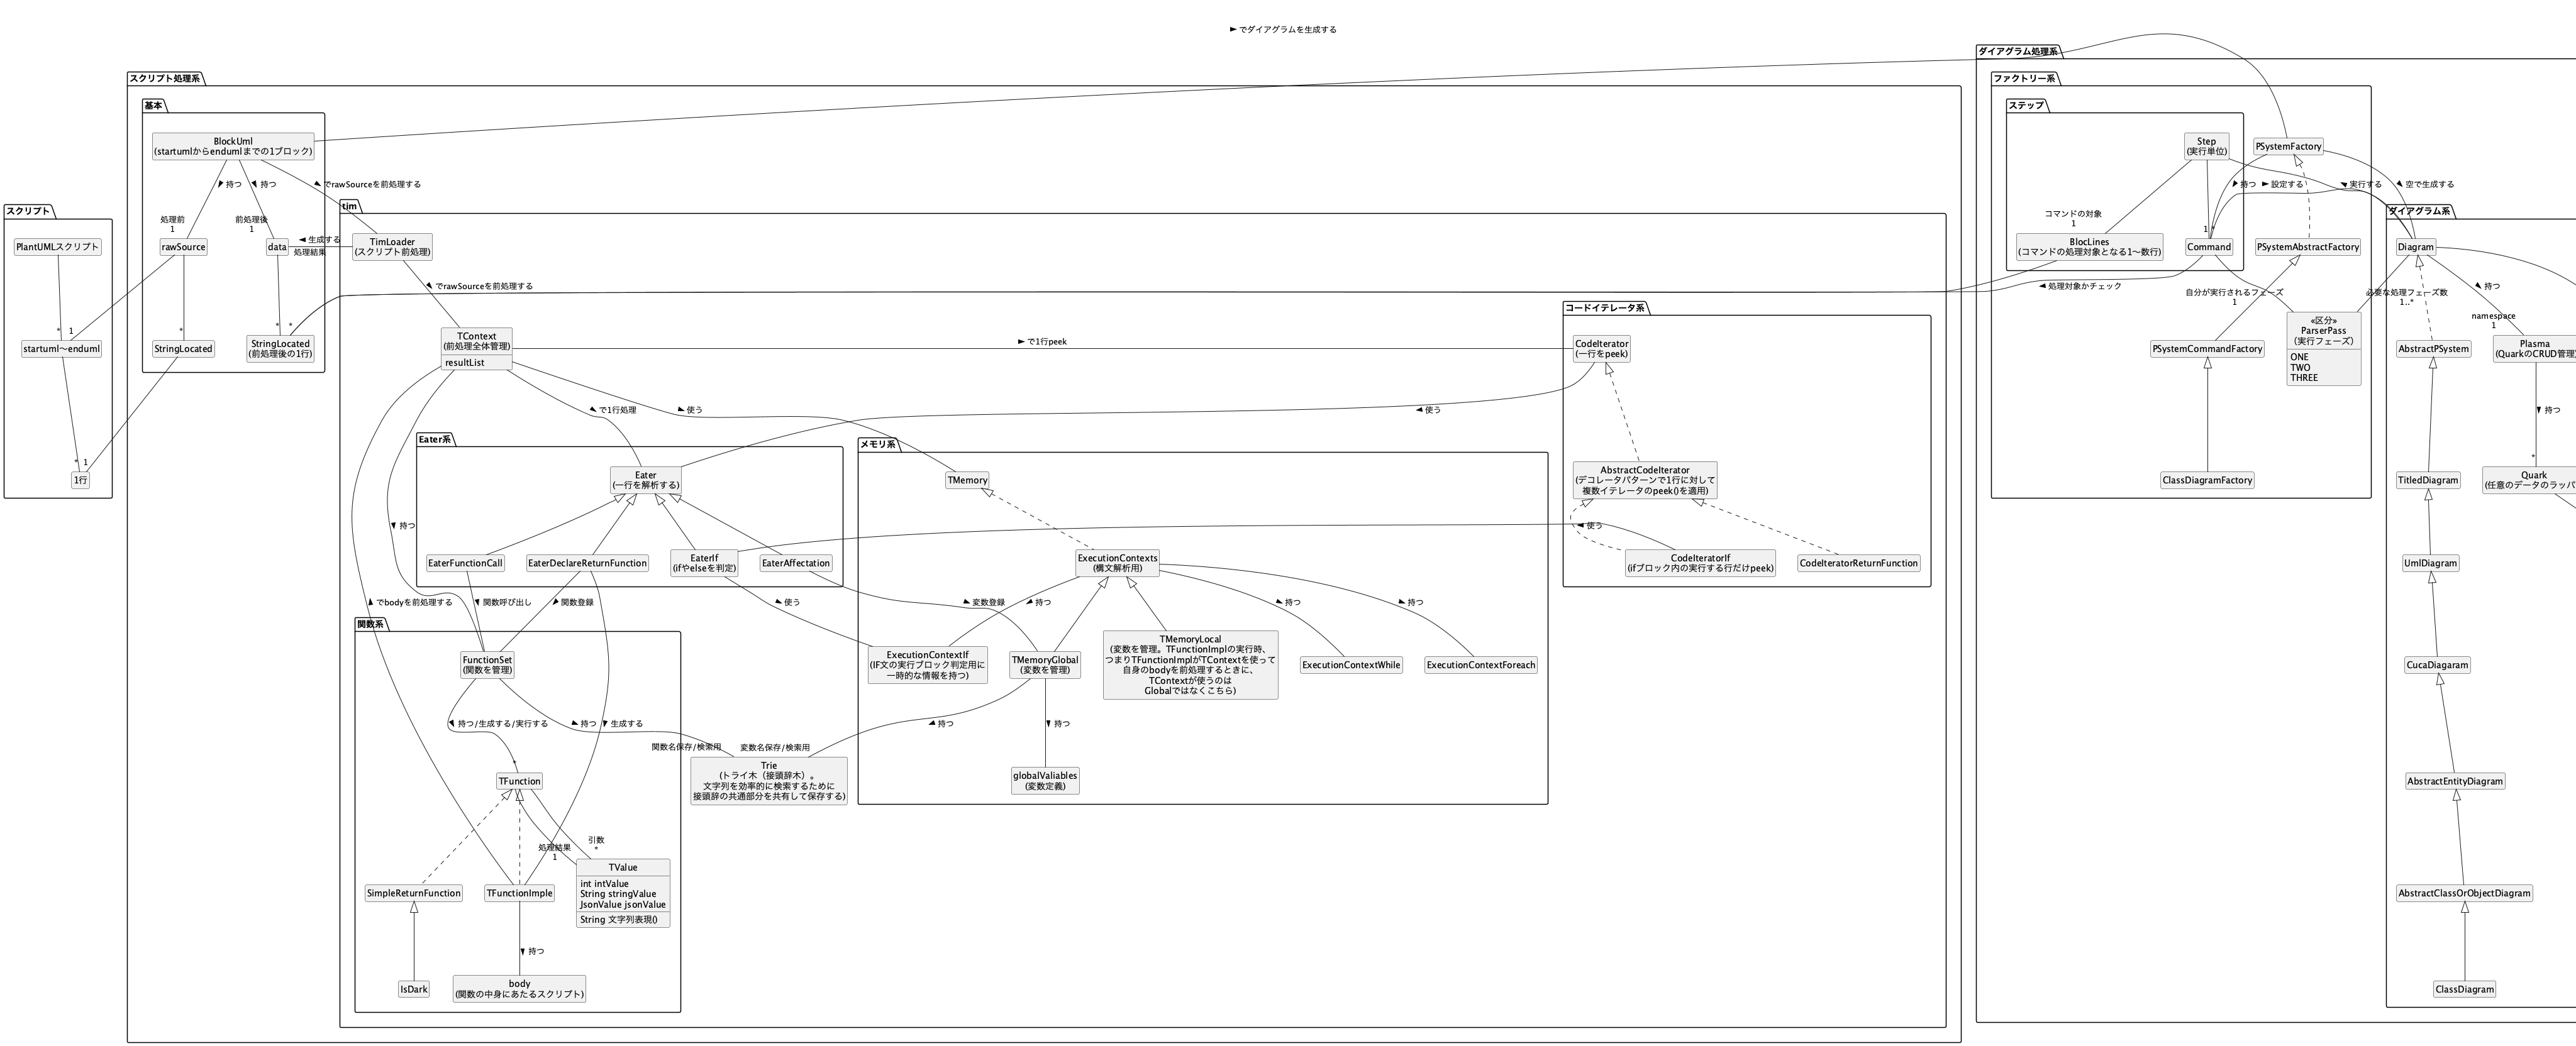 でダイアグラムを生成する
スクリプト処理系
基本
BlockUml
(startumlからendumlまでの1ブロック)
持つ
持つ
でrawSourceを前処理する
処理前
1
前処理後
1
rawSource
data
生成する
処理結果
*
*
*
StringLocated
StringLocated
(前処理後の1行)
スクリプト
PlantUMLスクリプト
*
1
startuml〜enduml
*
1
1行
tim
TimLoader
(スクリプト前処理)
でrawSourceを前処理する
TContext
(前処理全体管理)
resultList
で1行peek
で1行処理
使う
使う
持つ
コードイテレータ系
CodeIterator
(一行をpeek)
AbstractCodeIterator
(デコレータパターンで1行に対して
複数イテレータのpeek()を適用)
使う
CodeIteratorIf
(ifブロック内の実行する行だけpeek)
CodeIteratorReturnFunction
Eater系
Eater
(一行を解析する)
EaterFunctionCall
EaterDeclareReturnFunction
EaterIf
(ifやelseを判定)
EaterAffectation
でbodyを前処理する
関数呼び出し
関数登録
使う
変数登録
メモリ系
TMemory
ExecutionContexts
(構文解析用)
持つ
持つ
持つ
ExecutionContextIf
(IF文の実行ブロック判定用に
一時的な情報を持つ)
TMemoryGlobal
(変数を管理)
TMemoryLocal
(変数を管理。TFunctionImplの実行時、
つまりTFunctionImplがTContextを使って
自身のbodyを前処理するときに、
TContextが使うのは
Globalではなくこちら)
ExecutionContextWhile
ExecutionContextForeach
持つ
持つ
globalValiables
(変数定義)
関数系
FunctionSet
(関数を管理)
持つ/生成する/実行する
持つ
生成する
関数名保存/検索用
変数名保存/検索用
Trie
(トライ木（接頭辞木）。
文字列を効率的に検索するために
接頭辞の共通部分を共有して保存する)
*
TFunction
処理結果
1
引数
*
TValue
int intValue
String stringValue
JsonValue jsonValue
String 文字列表現()
SimpleReturnFunction
TFunctionImple
持つ
IsDark
body
(関数の中身にあたるスクリプト)
ダイアグラム処理系
ファクトリー系
ステップ
Step
(実行単位)
PSystemFactory
持つ
設定する
実行する
空で生成する
コマンドの対象
1
1
*
BlocLines
(コマンドの処理対象となる1〜数行)
Command
PSystemAbstractFactory
処理対象かチェック
自分が実行されるフェーズ
1
必要な処理フェーズ数
1..*
«区分»
ParserPass
(実行フェーズ)
ONE
TWO
THREE
PSystemCommandFactory
ClassDiagramFactory
ダイアグラム系
Diagram
持つ
namespace
1
AbstractPSystem
Plasma
(QuarkのCRUD管理)
持つ
*
TitledDiagram
Quark
(任意のデータのラッパ
UmlDiagram
CucaDiagaram
AbstractEntityDiagram
AbstractClassOrObjectDiagram
ClassDiagram